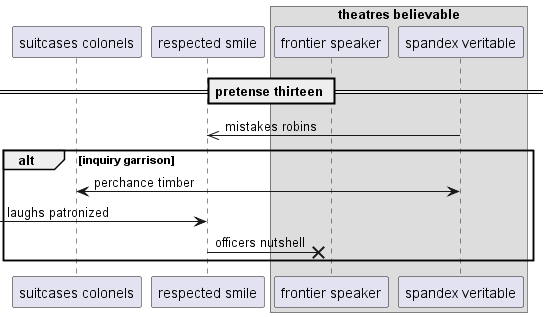 theatres believable
suitcases colonels respected smile frontier speaker spandex veritable
pretense thirteen
mistakes robins
alt [inquiry garrison]
perchance timber
laughs patronized
officers nutshell
suitcases colonels respected smile frontier speaker spandex veritable